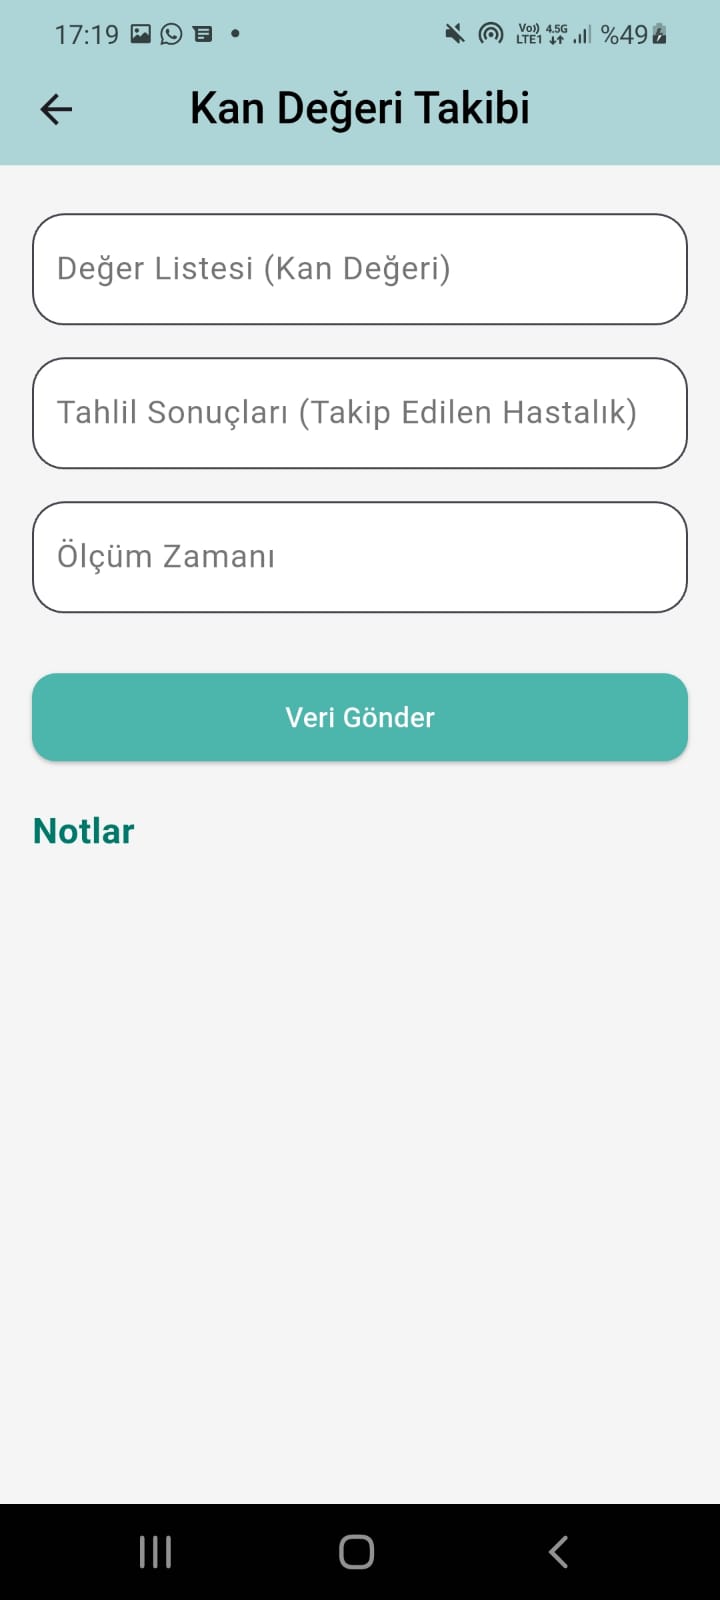 17:19 Vo)) LTE1 4.5G %49
Kan Değeri Takibi
Değer Listesi (Kan Değeri)
Tahlil Sonuçları (Takip Edilen Hastalık)
Ölçüm Zamanı
Veri Gönder
Notlar